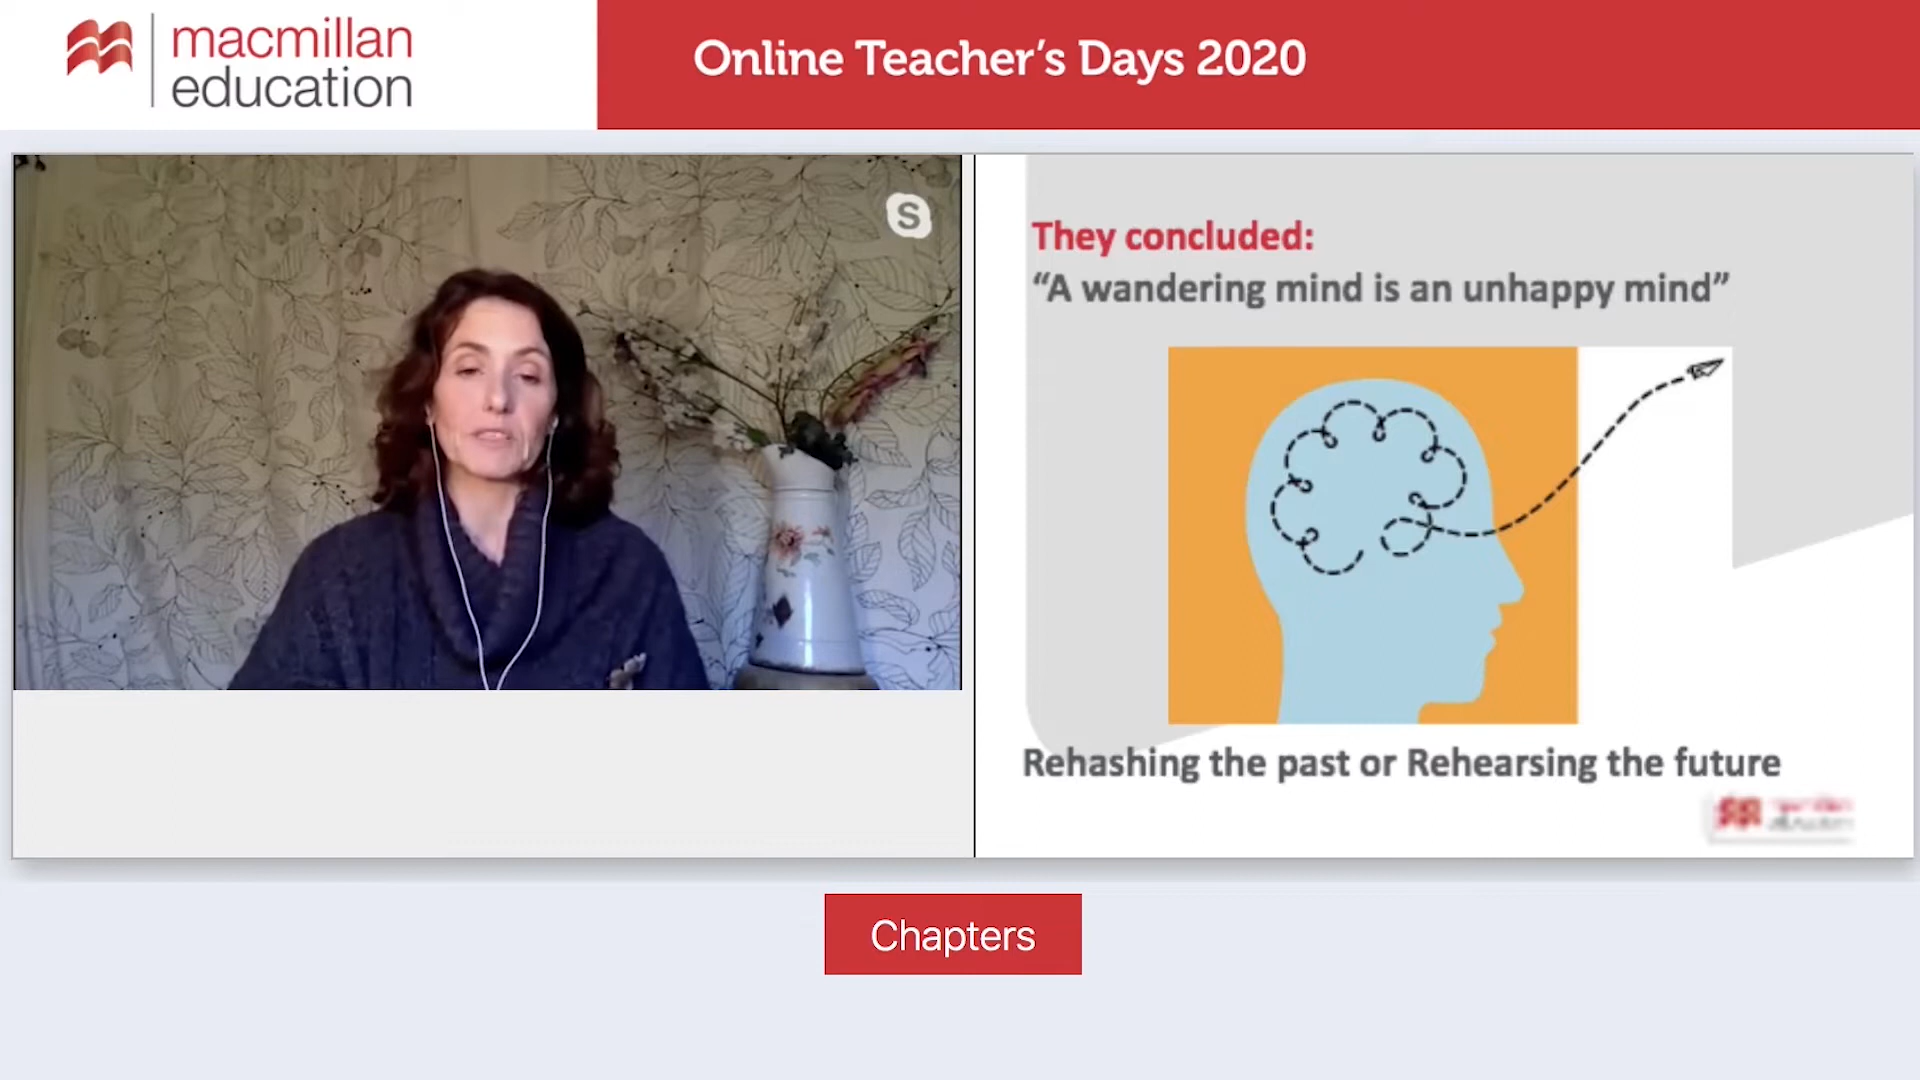 macmillan
education
Online Teacher's Days 2020
S
They concluded:
“A wandering mind is an unhappy mind”
Rehashing the past or Rehearsing the future
Chapters